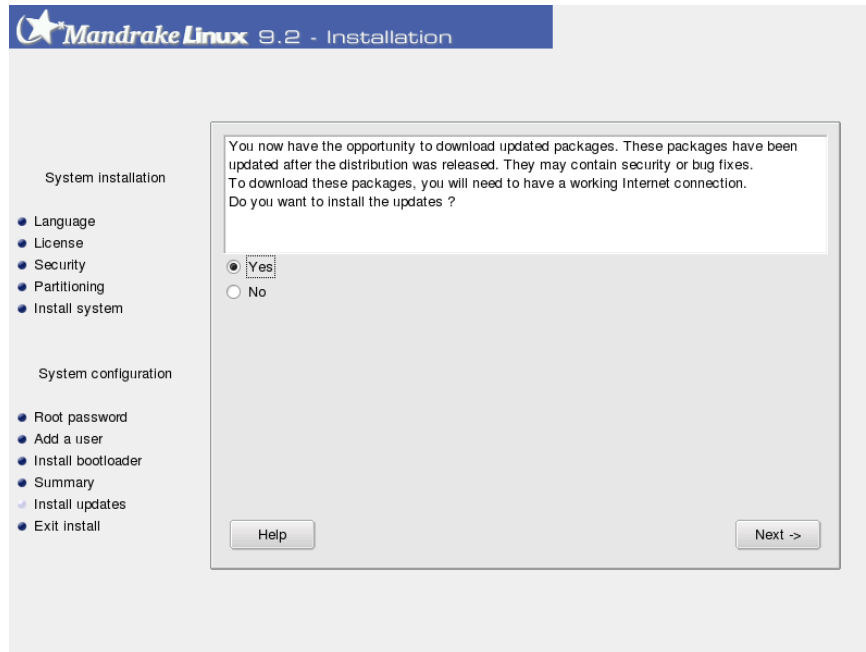 Mandrake Linux 9.2 - Installation
System installation
Language
License
Security
Partitioning
Install system
System configuration
Root password
Add a user
Install bootloader
Summary
Install updates
Exit install
You now have the opportunity to download updated packages. These packages have been
updated after the distribution was released. They may contain security or bug fixes.
To download these packages, you will need to have a working Internet connection.
Do you want to install the updates ?
Yes
No
Help
Next ->